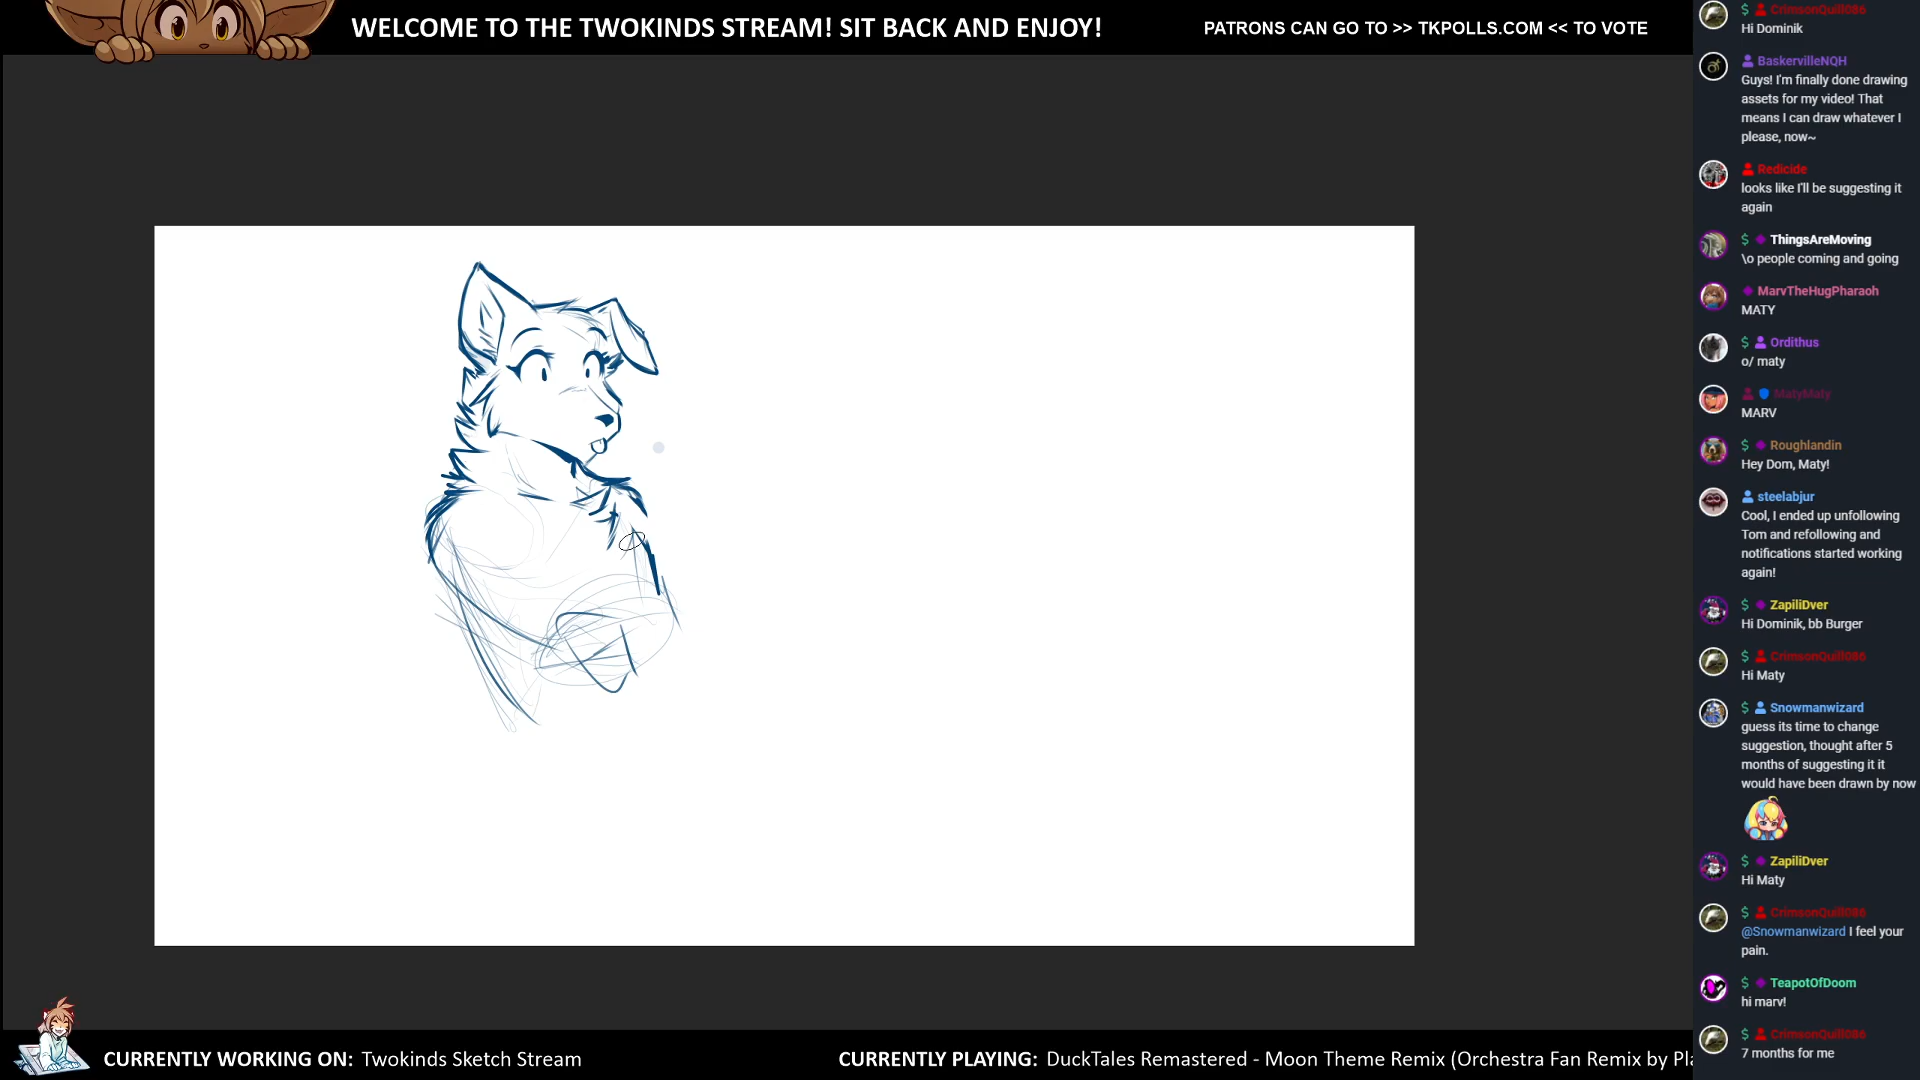 WELCOME TO THE TWOKINDS STREAM! SIT BACK AND ENJOY!
PATRONS CAN GO TO >> TKPOLLS.COM << TO VOTE
$ CrimsonQuill086
Hi Dominik
BaskervilleNQH
Guys! I'm finally done drawing
assets for my video! That
means I can draw whatever I
please, now~
Redicide
looks like I'll be suggesting it
again
$ ThingsAreMoving
\o people coming and going
MarvTheHugPharaoh
MATY
$ Ordithus
o/ maty
MatyMaty
MARV
$ Roughlandin
Hey Dom, Maty!
steelabjur
Cool, I ended up unfollowing
Tom and refollowing and
notifications started working
again!
$ ZapiliDver
Hi Dominik, bb Burger
$ CrimsonQuill086
Hi Maty
$ Snowmanwizard
guess its time to change
suggestion, thought after 5
months of suggesting it it
would have been drawn by now
$ ZapiliDver
Hi Maty
$ CrimsonQuill086
@Snowmanwizard I feel your
pain.
$ TeapotOfDoom
hi marv!
$ CrimsonQuill086
7 months for me
CURRENTLY WORKING ON: Twokinds Sketch Stream
CURRENTLY PLAYING: DuckTales Remastered - Moon Theme Remix (Orchestra Fan Remix by Pla